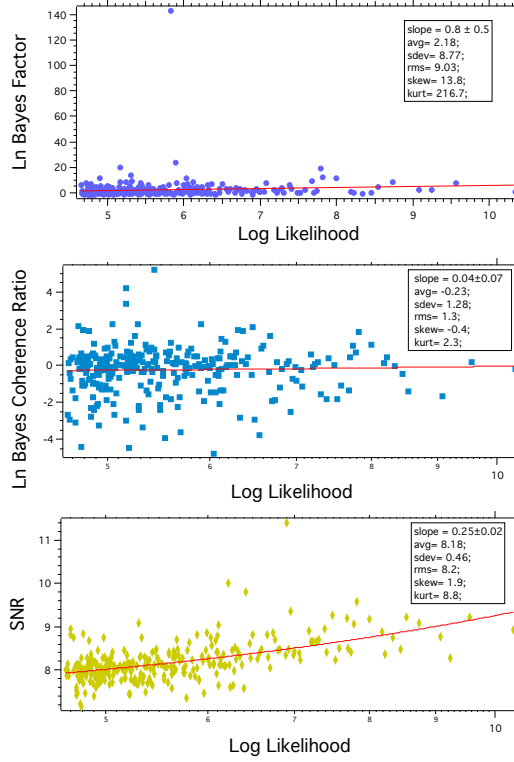 140
120
100
80
60
40
20
0
Ln Bayes Factor
slope = 0.8 ± 0.5
avg= 2.18;
sdev= 8.77
rms= 9.03;
skew= 13.8;
kurt= 216.7;
5 6 7 8 9 10
Log Likelihood
4
2
0
-2
-4
Ln Bayes Coherence Ratio
slope = 0.04±0.07
avg= -0.23;
sdev= 1.28;
rms= 1.3;
skew= -0.4;
kurt= 2.3;
5 6 7 8 9 10
Log Likelihood
11
10
9
8
SNR
slope = 0.25±0.02
avg= 8.18;
sdev= 0.46;
rms= 8.2;
skew= 1.9;
kurt= 8.8;
5 6 7 8 9 10
Log Likelihood